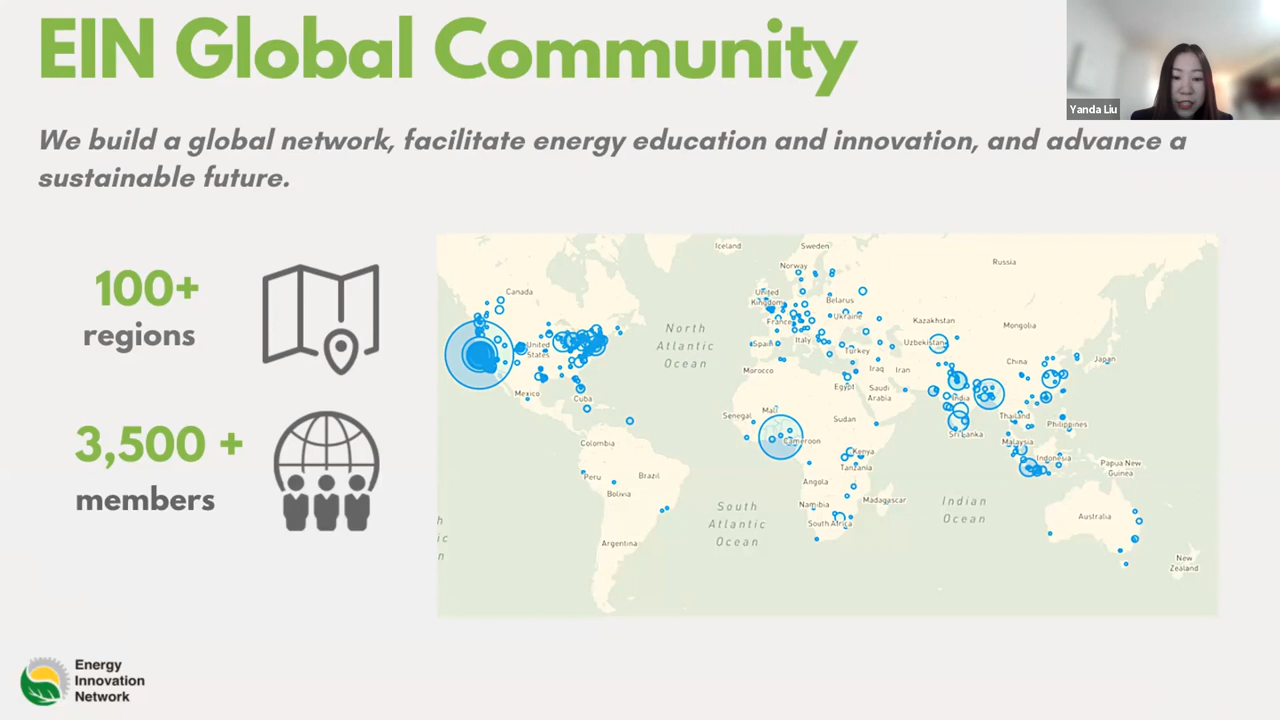 EIN Global Community
Yanda Liu
We build a global network, facilitate energy education and innovation, and advance a
sustainable future.
100+
regions
3,500 +
members
Iceland
Sweden
Norway
Russia
Canada
United
Kingdom
Belarus
Ukraine
France
Kazakhstan
Mongolia
North
Atlantic
Ocean
United
States
Spain
Italy
Uzbekistan
Turkey
China
Japan
Morocco
Iraq
Iran
Egypt
Saudi
Arabia
Mexico
Cuba
India
Senegal
Mali
Sudan
Thailand
Philippines
Cameroon
Sri Lanka
Malaysia
Colombia
Kenya
Tanzania
Indonesia
Papua New
Guinea
Peru
Brazil
Bolivia
Angola
Namibia
Madagascar
South
Atlantic
Ocean
Indian
Ocean
South Africa
Australia
Argentina
New
Zealand
h
ic
n
Energy
Innovation
Network